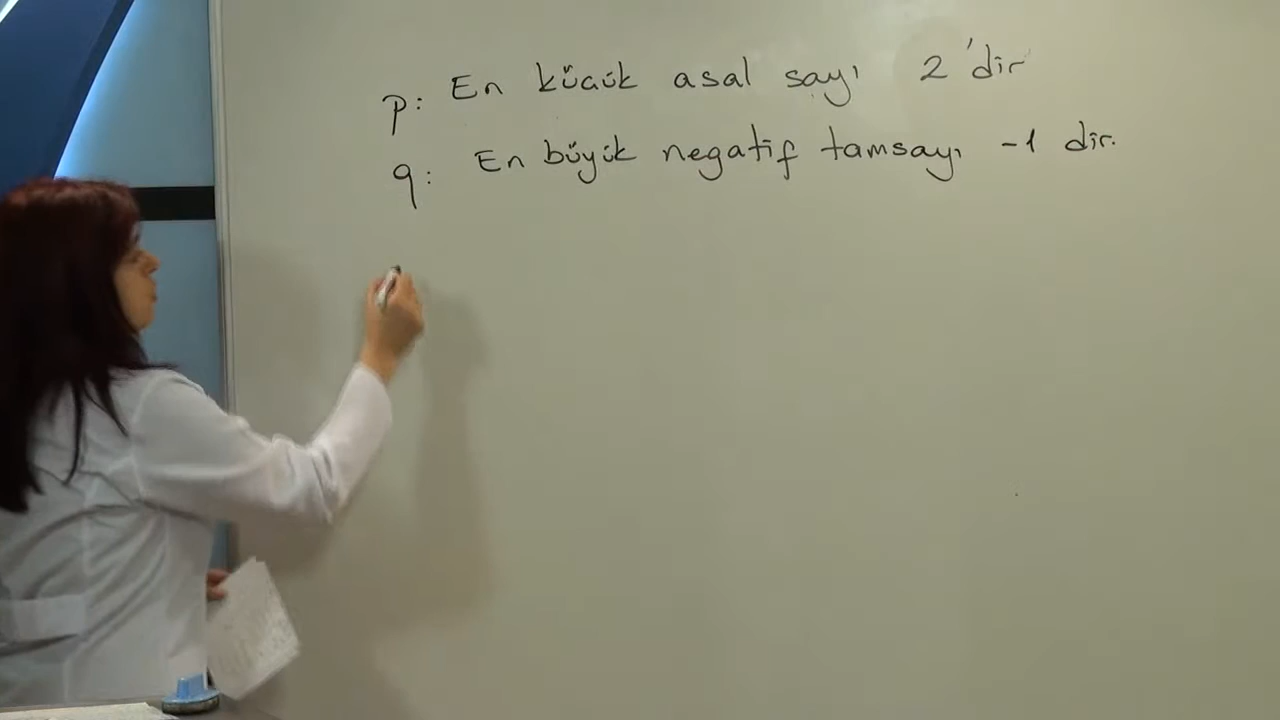 p: En küçük asal sayı 2'dir
q: En büyük negatif tamsayı -1 dir.